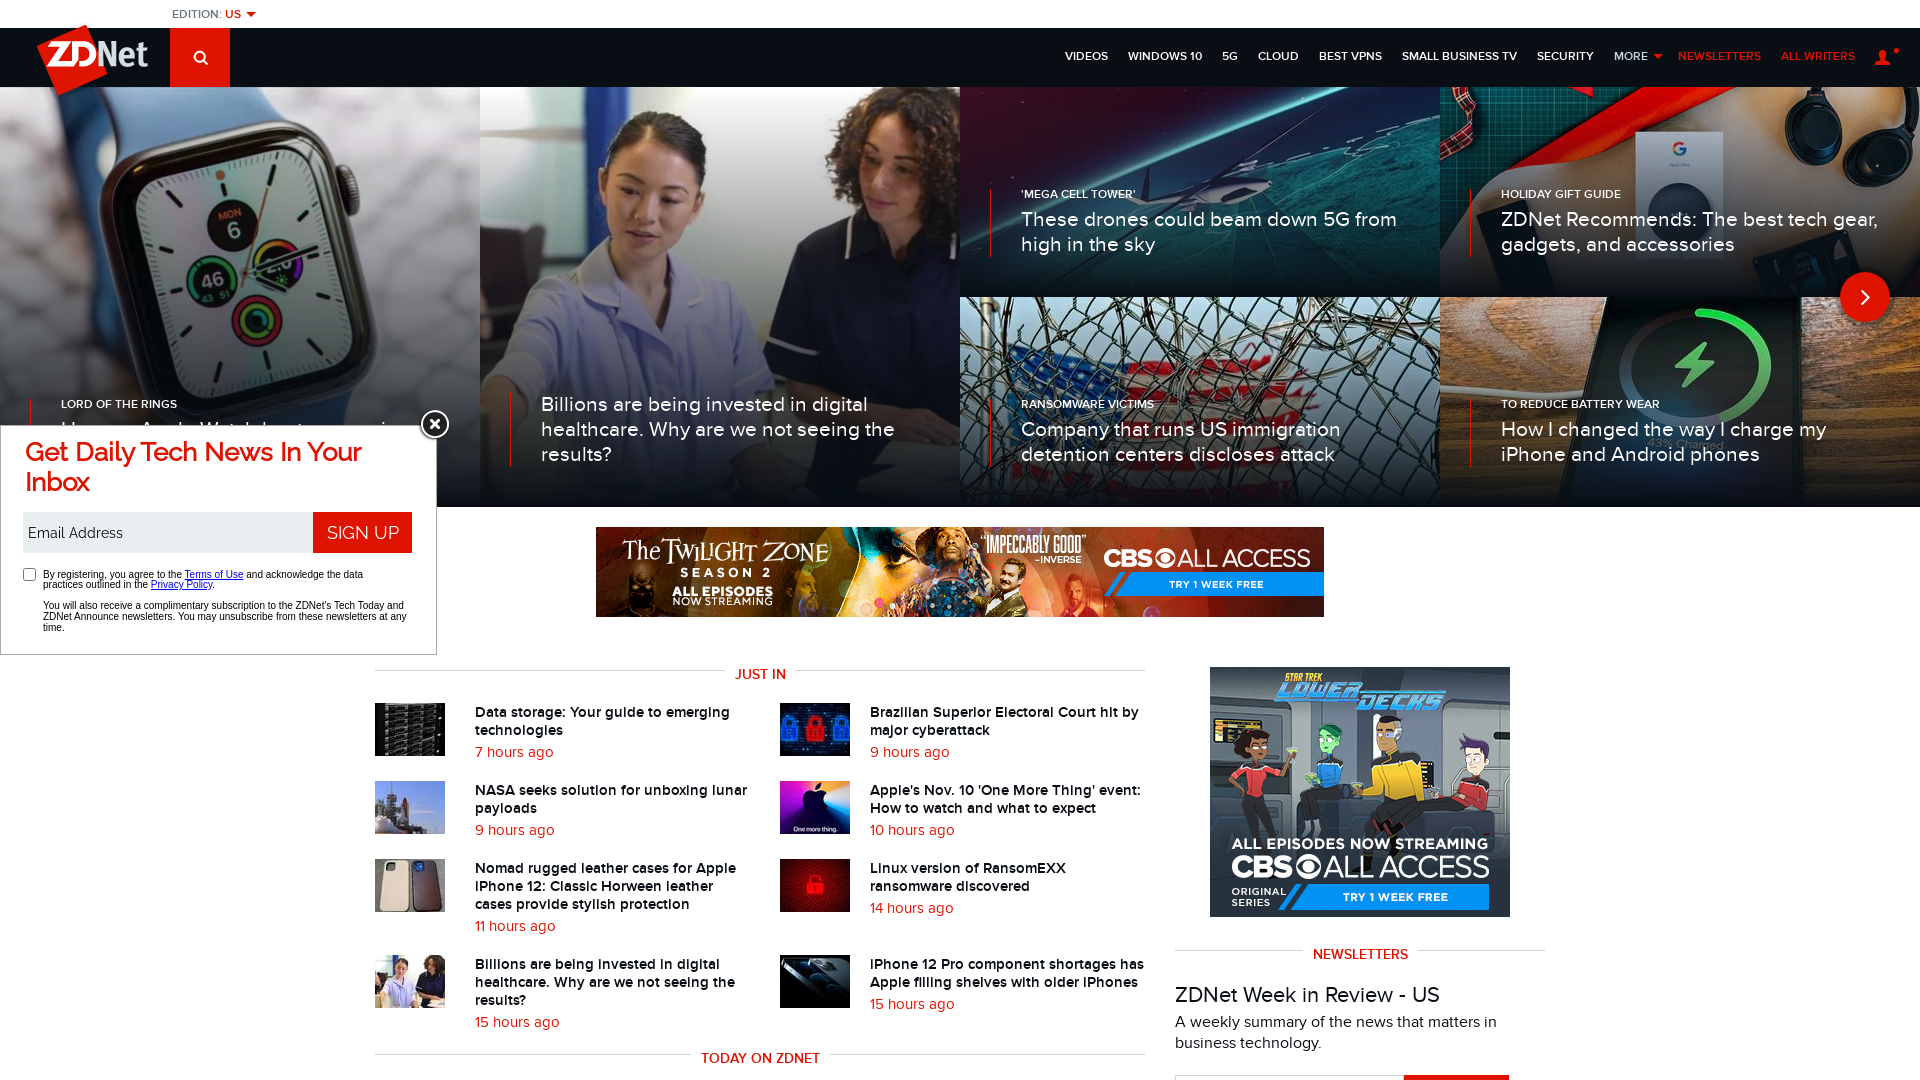 EDITION: US
ZDNet
VIDEOS WINDOWS 10 5G CLOUD BEST VPNS SMALL BUSINESS TV SECURITY MORE NEWSLETTERS ALL WRITERS
MON
6
46
43 51
2.0
LORD OF THE RINGS
Billions are being invested in digital
healthcare. Why are we not seeing the
results?
'MEGA CELL TOWER'
These drones could beam down 5G from
high in the sky
HOLIDAY GIFT GUIDE
ZDNet Recommends: The best tech gear,
gadgets, and accessories
RANSOMWARE VICTIMS
Company that runs US immigration
detention centers discloses attack
TO REDUCE BATTERY WEAR
How I changed the way I charge my
iPhone and Android phones
43% Charged
Get Daily Tech News In Your
Inbox
Email Address
SIGN UP
By registering, you agree to the Terms of Use and acknowledge the data
practices outlined in the Privacy Policy.
You will also receive a complimentary subscription to the ZDNet's Tech Today and
ZDNet Announce newsletters. You may unsubscribe from these newsletters at any
time.
THE TWILIGHT ZONE
SEASON 2
ALL EPISODES
NOW STREAMING
"IMPECCABLY GOOD"
-INVERSE
CBS ALL ACCESS
TRY 1 WEEK FREE
JUST IN
Data storage: Your guide to emerging
technologies
7 hours ago
Brazilian Superior Electoral Court hit by
major cyberattack
9 hours ago
NASA seeks solution for unboxing lunar
payloads
9 hours ago
One more thing.
Apple's Nov. 10 'One More Thing' event:
How to watch and what to expect
10 hours ago
Nomad rugged leather cases for Apple
iPhone 12: Classic Horween leather
cases provide stylish protection
11 hours ago
Linux version of RansomEXX
ransomware discovered
14 hours ago
Billions are being invested in digital
healthcare. Why are we not seeing the
results?
15 hours ago
iPhone 12 Pro component shortages has
Apple filling shelves with older iPhones
15 hours ago
TODAY ON ZDNET
STAR TREK
LOWER DECKS
ALL EPISODES NOW STREAMING
CBS ALL ACCESS
ORIGINAL
SERIES
TRY 1 WEEK FREE
NEWSLETTERS
ZDNet Week in Review - US
A weekly summary of the news that matters in
business technology.